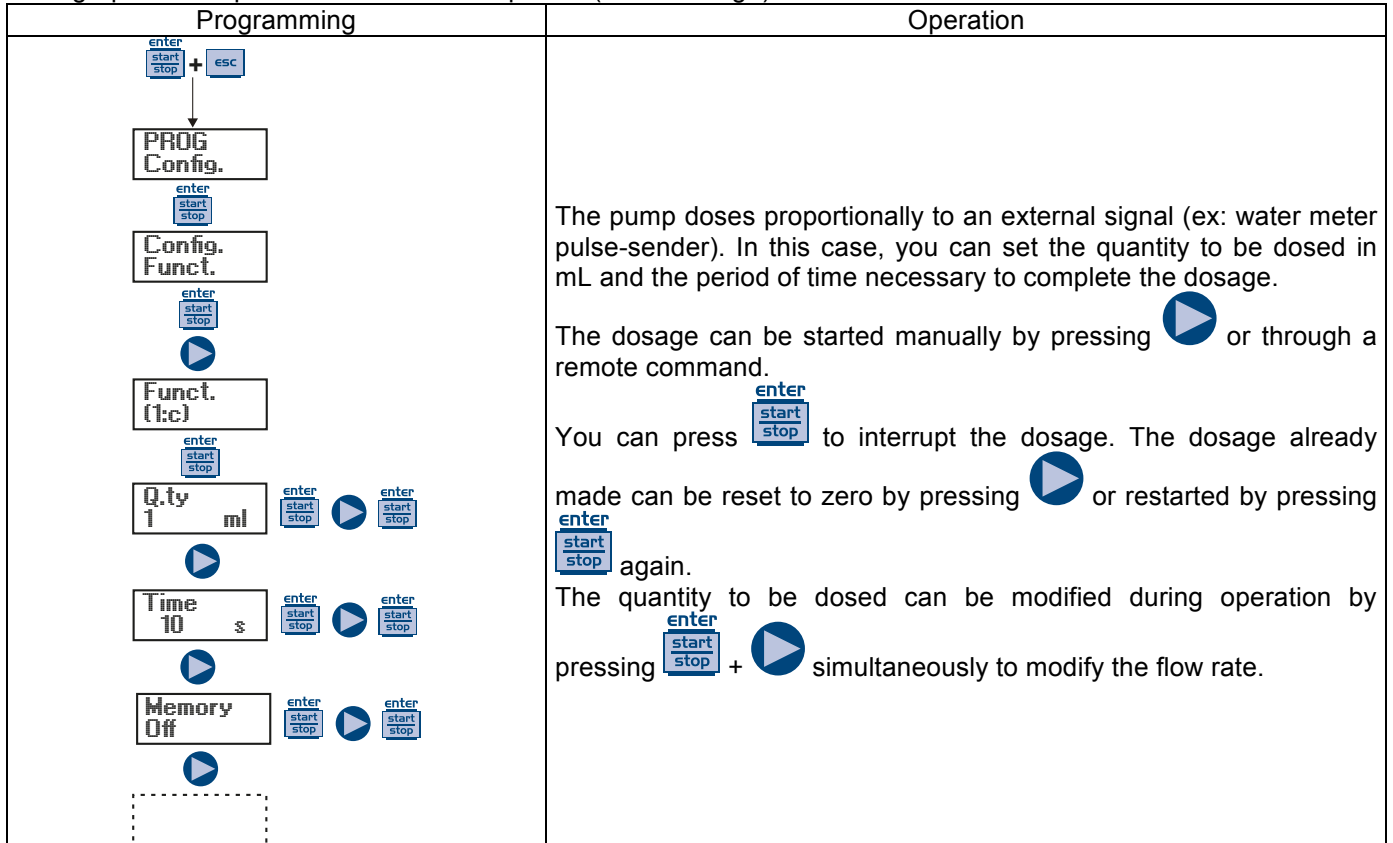 Programming
Operation
enter
start
stop
+
esc
PROG
Config.
enter
start
stop
Config.
Funct.
enter
start
stop
Funct.
(1:c)
enter
start
stop
Q.ty
1 ml
enter
start
stop
enter
start
stop
Time
10 s
enter
start
stop
enter
start
stop
Memory
Off
enter
start
stop
enter
start
stop
The pump doses proportionally to an external signal (ex: water meter
pulse-sender). In this case, you can set the quantity to be dosed in
mL and the period of time necessary to complete the dosage.
The dosage can be started manually by pressing or through a
remote command.
enter
start
You can press stop to interrupt the dosage. The dosage already
made can be reset to zero by pressing or restarted by pressing
enter
start
stop again.
The quantity to be dosed can be modified during operation by
enter
start
pressing stop + simultaneously to modify the flow rate.